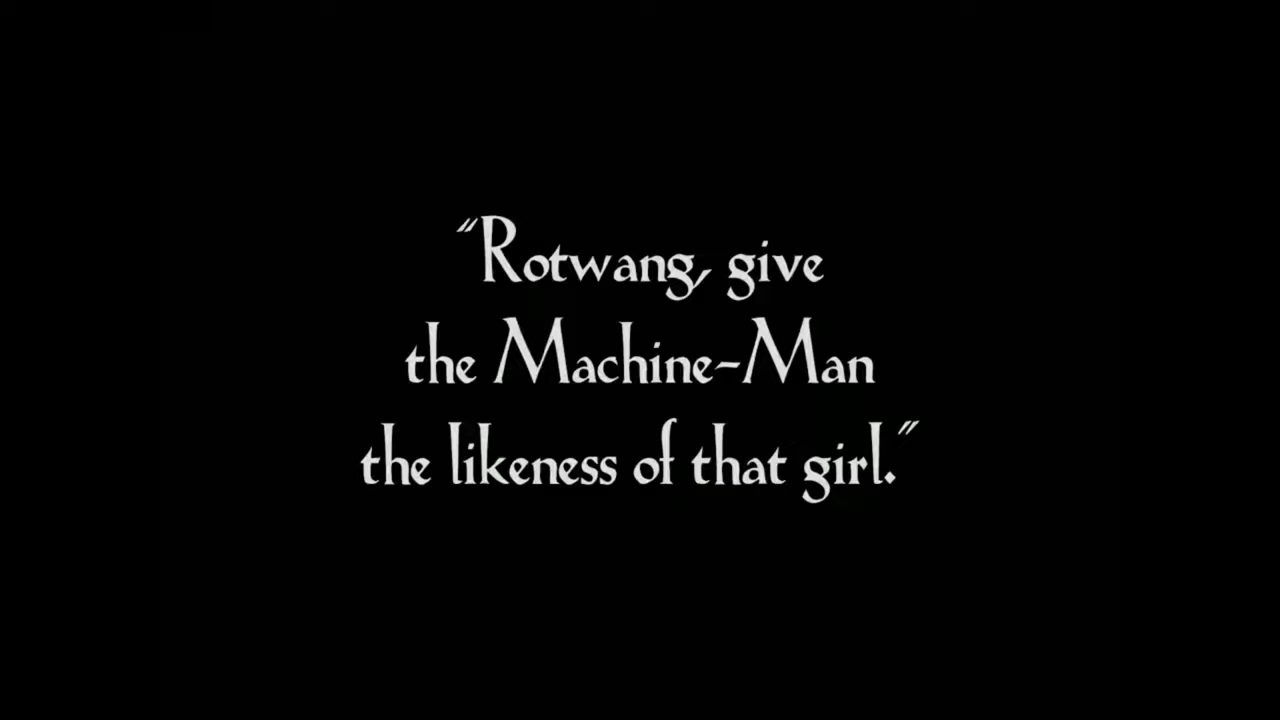 “Rotwang, give
the Machine-Man
the likeness of that girl.”